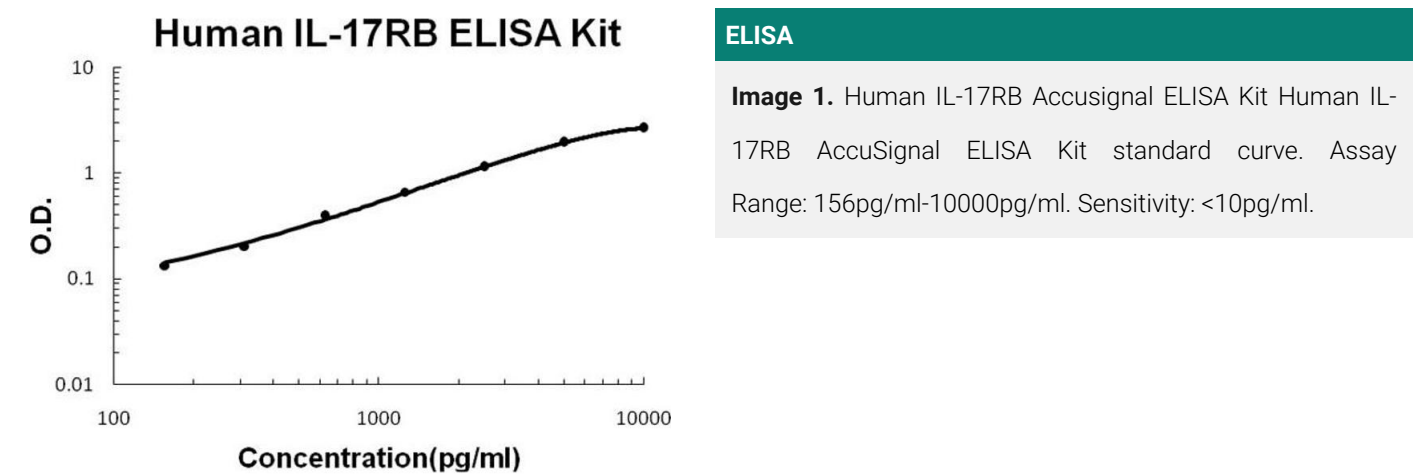 Human IL-17RB ELISA Kit
10
1
0.1
0.01
O.D.
100
1000
10000
Concentration(pg/ml)
ELISA
Image 1. Human IL-17RB Accusignal ELISA Kit Human IL-
17RB AccuSignal ELISA Kit standard curve. Assay
Range: 156pg/ml-10000pg/ml. Sensitivity: <10pg/ml.